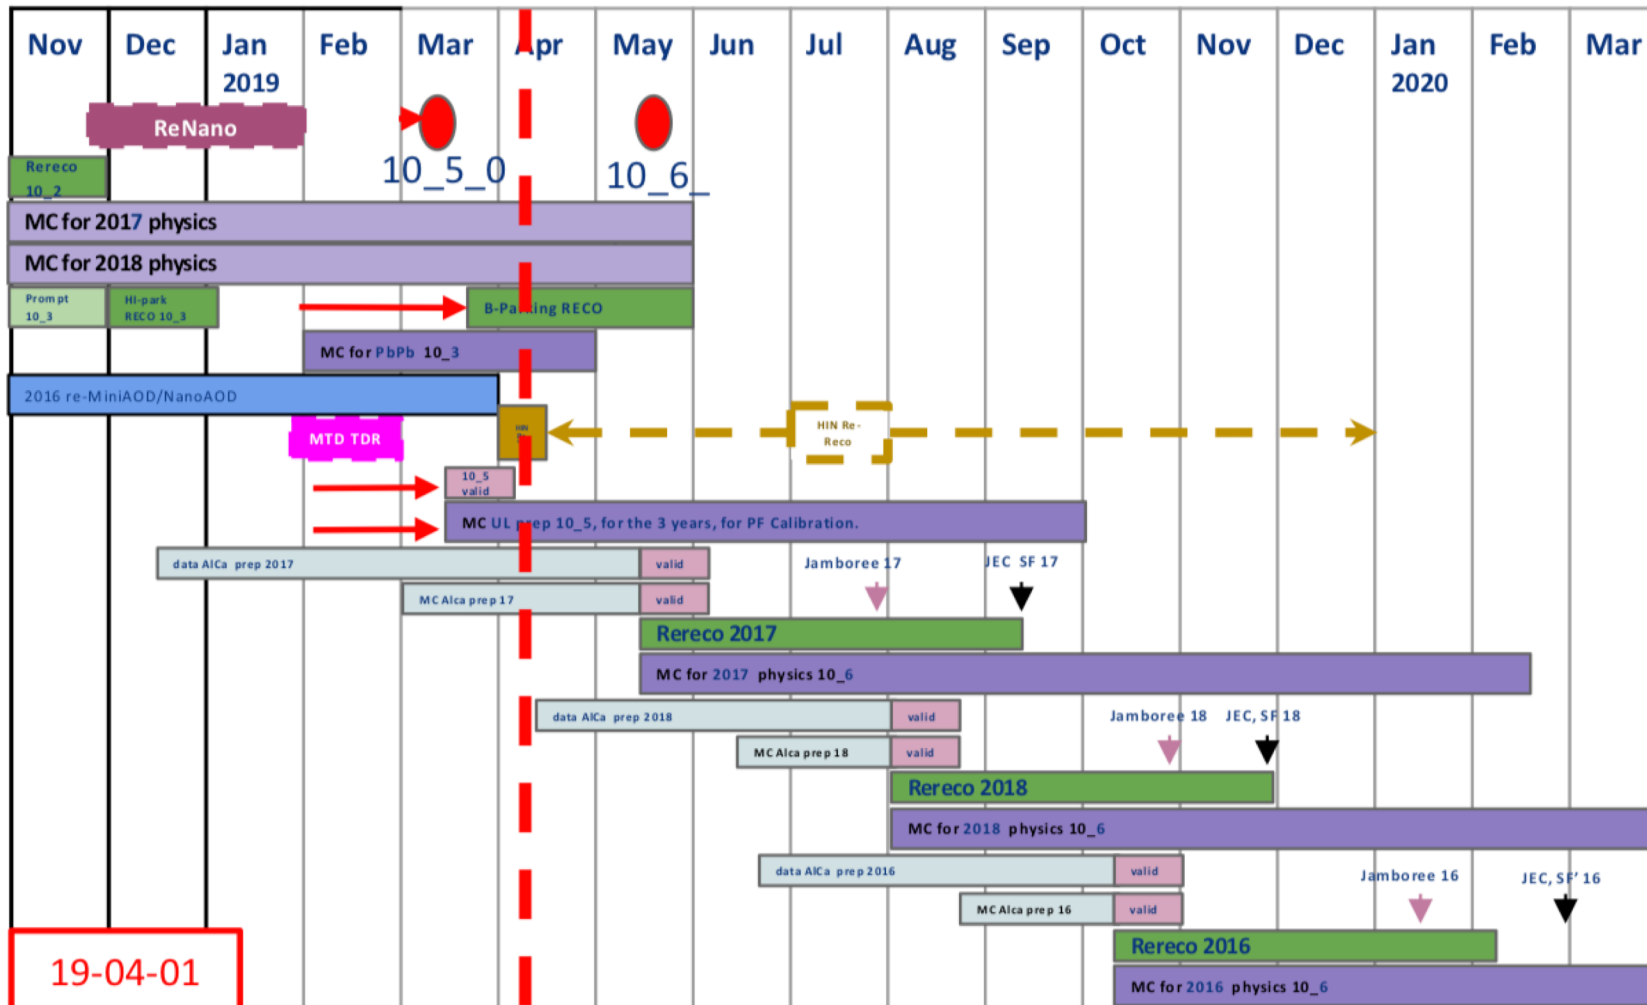 Nov Dec Jan Feb Mar Apr May Jun Jul Aug Sep Oct Nov Dec Jan Feb Mar
2019 2020
ReNano
10_5_0
10_6_
Rereco
10_2
MC for 2017 physics
MC for 2018 physics
Prompt
10_3
HI-park
RECO 10_3
B-Parking RECO
MC for PbPb 10_3
2016 re-MiniAOD/NanoAOD
MTD TDR
HIN
HIN Re-
Reco
10_5
valid
MC UL prep 10_5, for the 3 years, for PF Calibration.
data AlCa prep 2017 valid
Jamboree 17 JEC SF 17
MC Alca prep 17 valid
Rereco 2017
MC for 2017 physics 10_6
data AlCa prep 2018 valid
Jamboree 18 JEC, SF 18
MC Alca prep 18 valid
Rereco 2018
MC for 2018 physics 10_6
data AlCa prep 2016 valid
Jamboree 16 JEC, SF' 16
MC Alca prep 16 valid
Rereco 2016
19-04-01
MC for 2016 physics 10_6